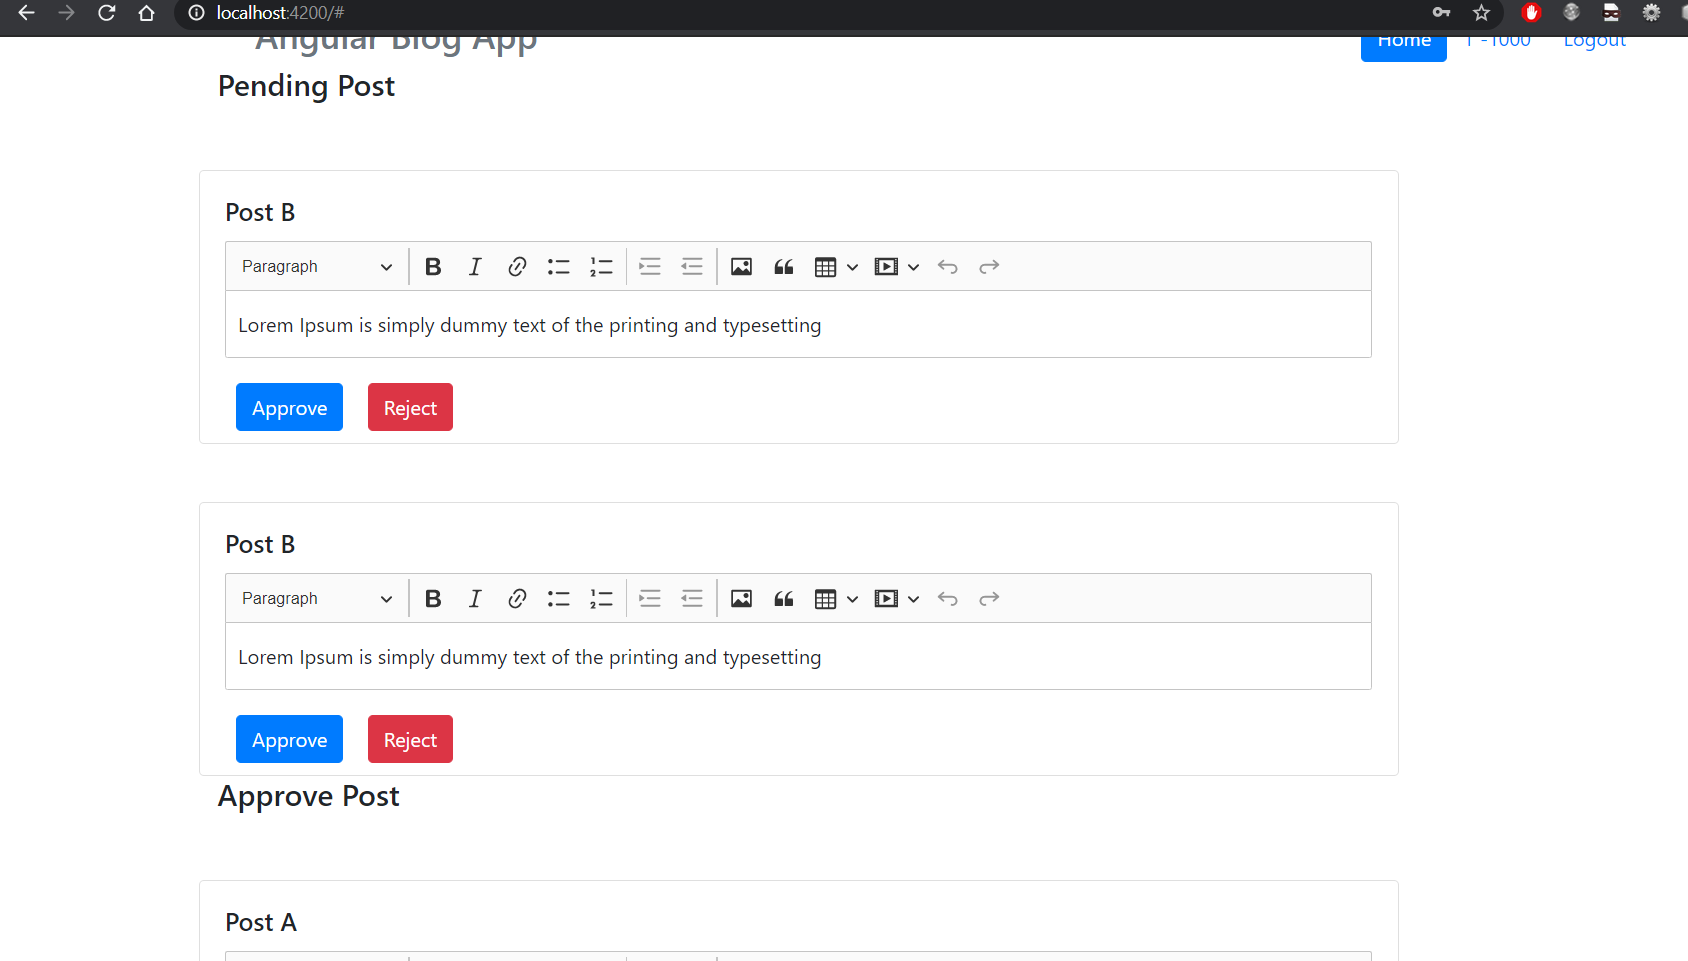 localhost:4200/#
Angular Blog App
Home
-1000
Logout
Pending Post
Post B
Paragraph
Lorem Ipsum is simply dummy text of the printing and typesetting
Approve
Reject
Post B
Paragraph
Lorem Ipsum is simply dummy text of the printing and typesetting
Approve
Reject
Approve Post
Post A